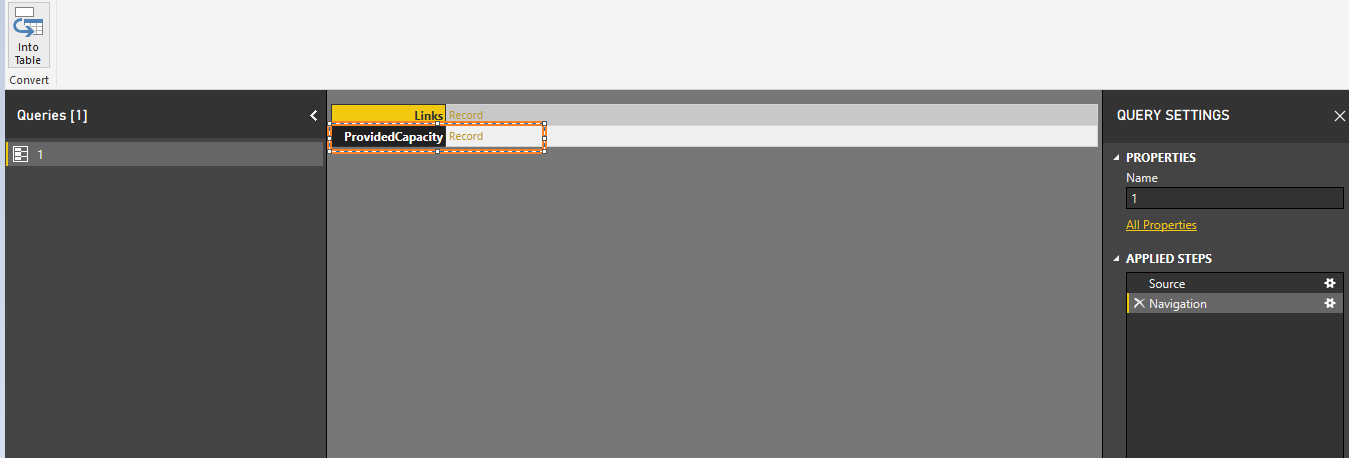 Into
Table
Convert
Queries [1]
1
Links Record
ProvidedCapacity Record
QUERY SETTINGS
PROPERTIES
Name
1
All Properties
APPLIED STEPS
Source
Navigation